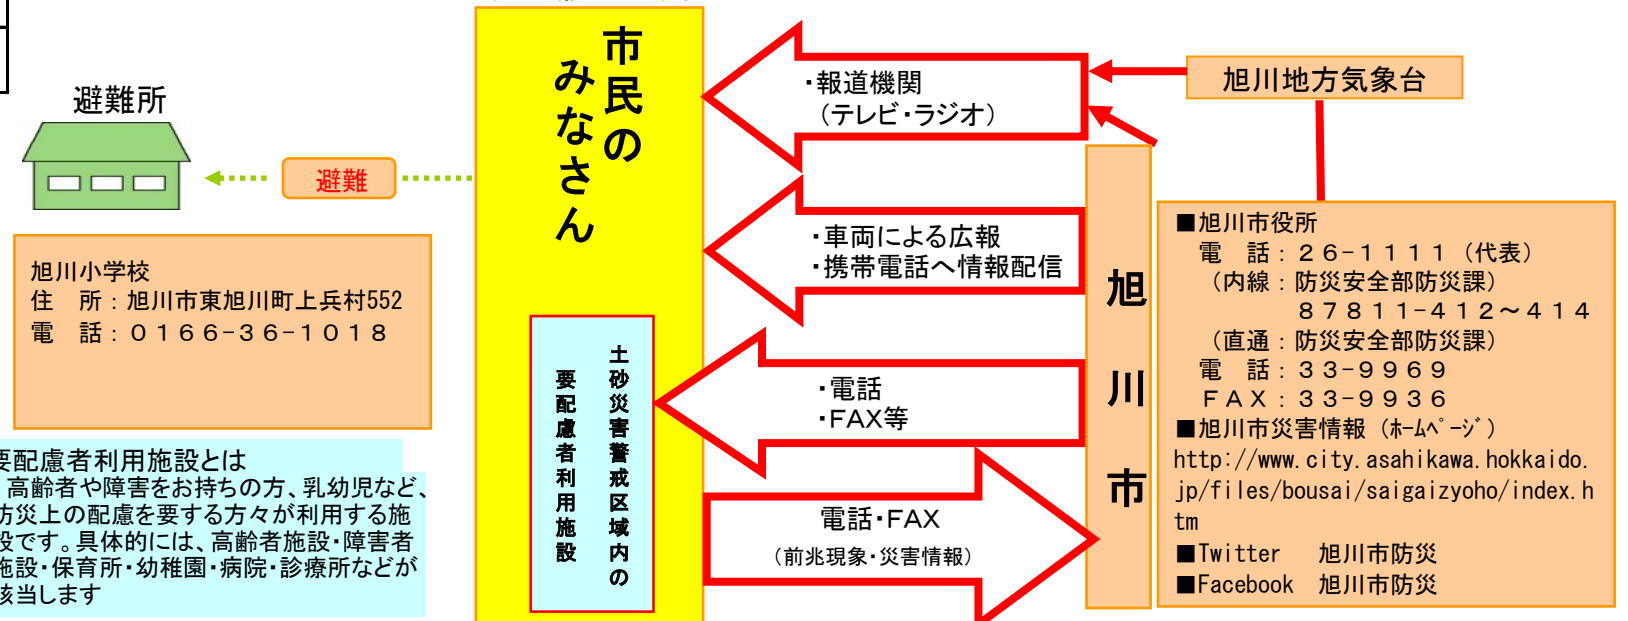 避難所
避難
旭川小学校
住　所：旭川市東旭川町上兵村552
電　話：０１６６-３６-１０１８
要配慮者利用施設とは
高齢者や障害をお持ちの方、乳幼児など、
防災上の配慮を要する方々が利用する施
設です。具体的には、高齢者施設・障害者
施設・保育所・幼稚園・病院・診療所などが
該当します
市民の
みなさん
土砂災害警戒区域内の
要配慮者利用施設
・報道機関
（テレビ・ラジオ）
・車両による広報
・携帯電話へ情報配信
・電話
・FAX等
電話・FAX
（前兆現象・災害情報）
旭川市
旭川地方気象台
■旭川市役所
電　話：２６-１１１１（代表）
（内線：防災安全部防災課）
８７８１１-４１２～４１４
（直通：防災安全部防災課）
電　話：３３-９９６９
ＦＡＸ：３３-９９３６
■旭川市災害情報（ﾎｰﾑﾍﾟｰｼﾞ）
http://www.city.asahikawa.hokkaido.
jp/files/bousai/saigaizyoho/index.h
tm
■Twitter　旭川市防災
■Facebook　旭川市防災